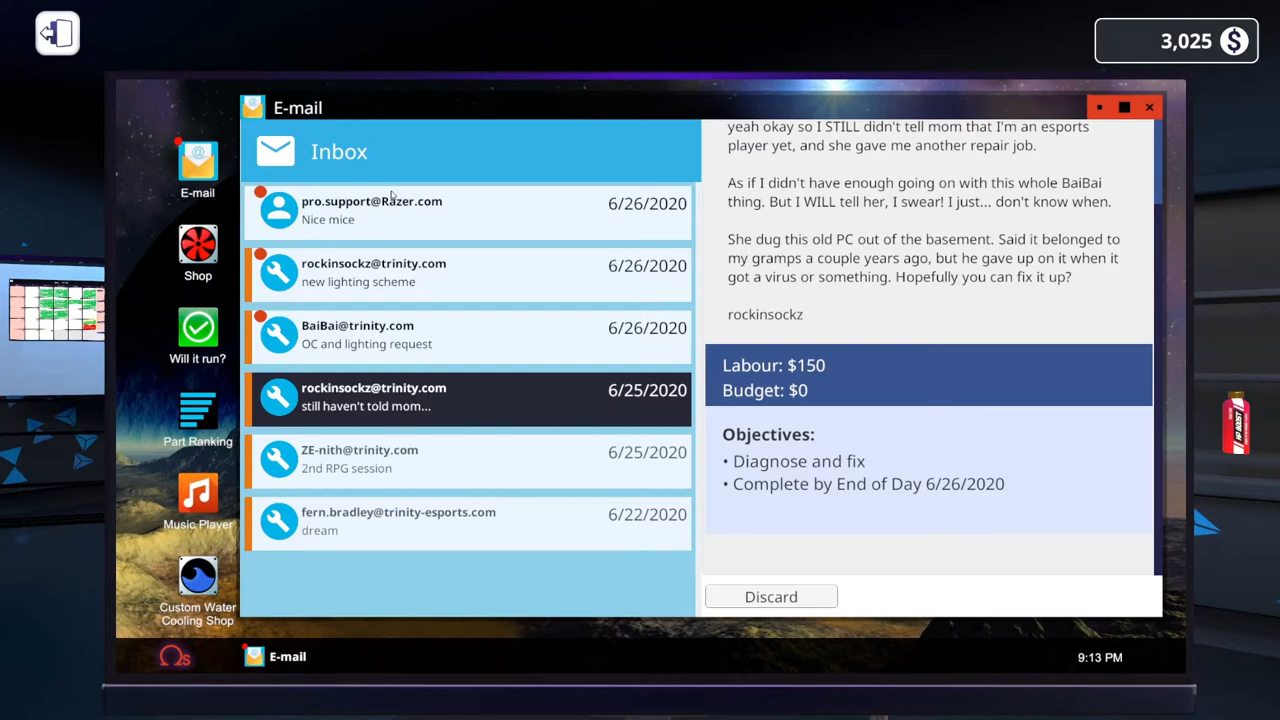 3,025 $
E-mail
Inbox
pro.support@Razer.com
6/26/2020
Nice mice
rockinsockz@trinity.com
6/26/2020
new lighting scheme
BaiBai@trinity.com
6/26/2020
OC and lighting request
rockinsockz@trinity.com
6/25/2020
still haven't told mom...
ZE-nith@trinity.com
6/25/2020
2nd RPG session
fern.bradley@trinity-esports.com
6/22/2020
dream
yeah okay so I STILL didn't tell mom that I'm an esports
player yet, and she gave me another repair job.
As if I didn't have enough going on with this whole BaiBai
thing. But I WILL tell her, I swear! I just... don't know when.
She dug this old PC out of the basement. Said it belonged to
my gramps a couple years ago, but he gave up on it when it
got a virus or something. Hopefully you can fix it up?
rockinsockz
Labour: $150
Budget: $0
Objectives:
• Diagnose and fix
• Complete by End of Day 6/26/2020
Discard
E-mail
Shop
Will it run?
Part Ranking
Music Player
Custom Water
Cooling Shop
Ωs
E-mail
9:13 PM
HP BOOST